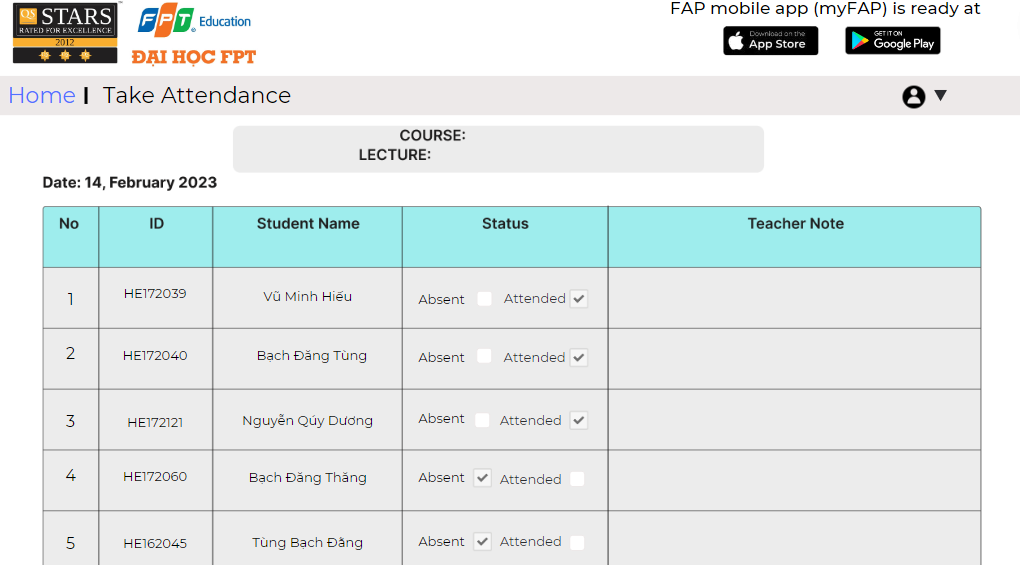 QS STARS
RATED FOR EXCELLENCE
2012
FPT Education
ĐẠI HỌC FPT
FAP mobile app (myFAP) is ready at
Download on the
App Store
GET IT ON
Google Play
Home | Take Attendance
COURSE:
LECTURE:
Date: 14, February 2023
No ID Student Name Status Teacher Note
1 HE172039 Vũ Minh Hiếu Absent Attended
2 HE172040 Bạch Đăng Tùng Absent Attended
3 HE172121 Nguyễn Qúy Dương Absent Attended
4 HE172060 Bạch Đăng Thăng Absent Attended
5 HE162045 Tùng Bạch Đằng Absent Attended